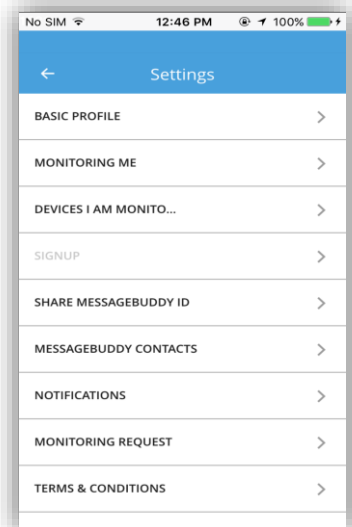 No SIM 12:46 PM 100%
Settings
BASIC PROFILE
MONITORING ME
DEVICES I AM MONITO...
SIGNUP
SHARE MESSAGEBUDDY ID
MESSAGEBUDDY CONTACTS
NOTIFICATIONS
MONITORING REQUEST
TERMS & CONDITIONS